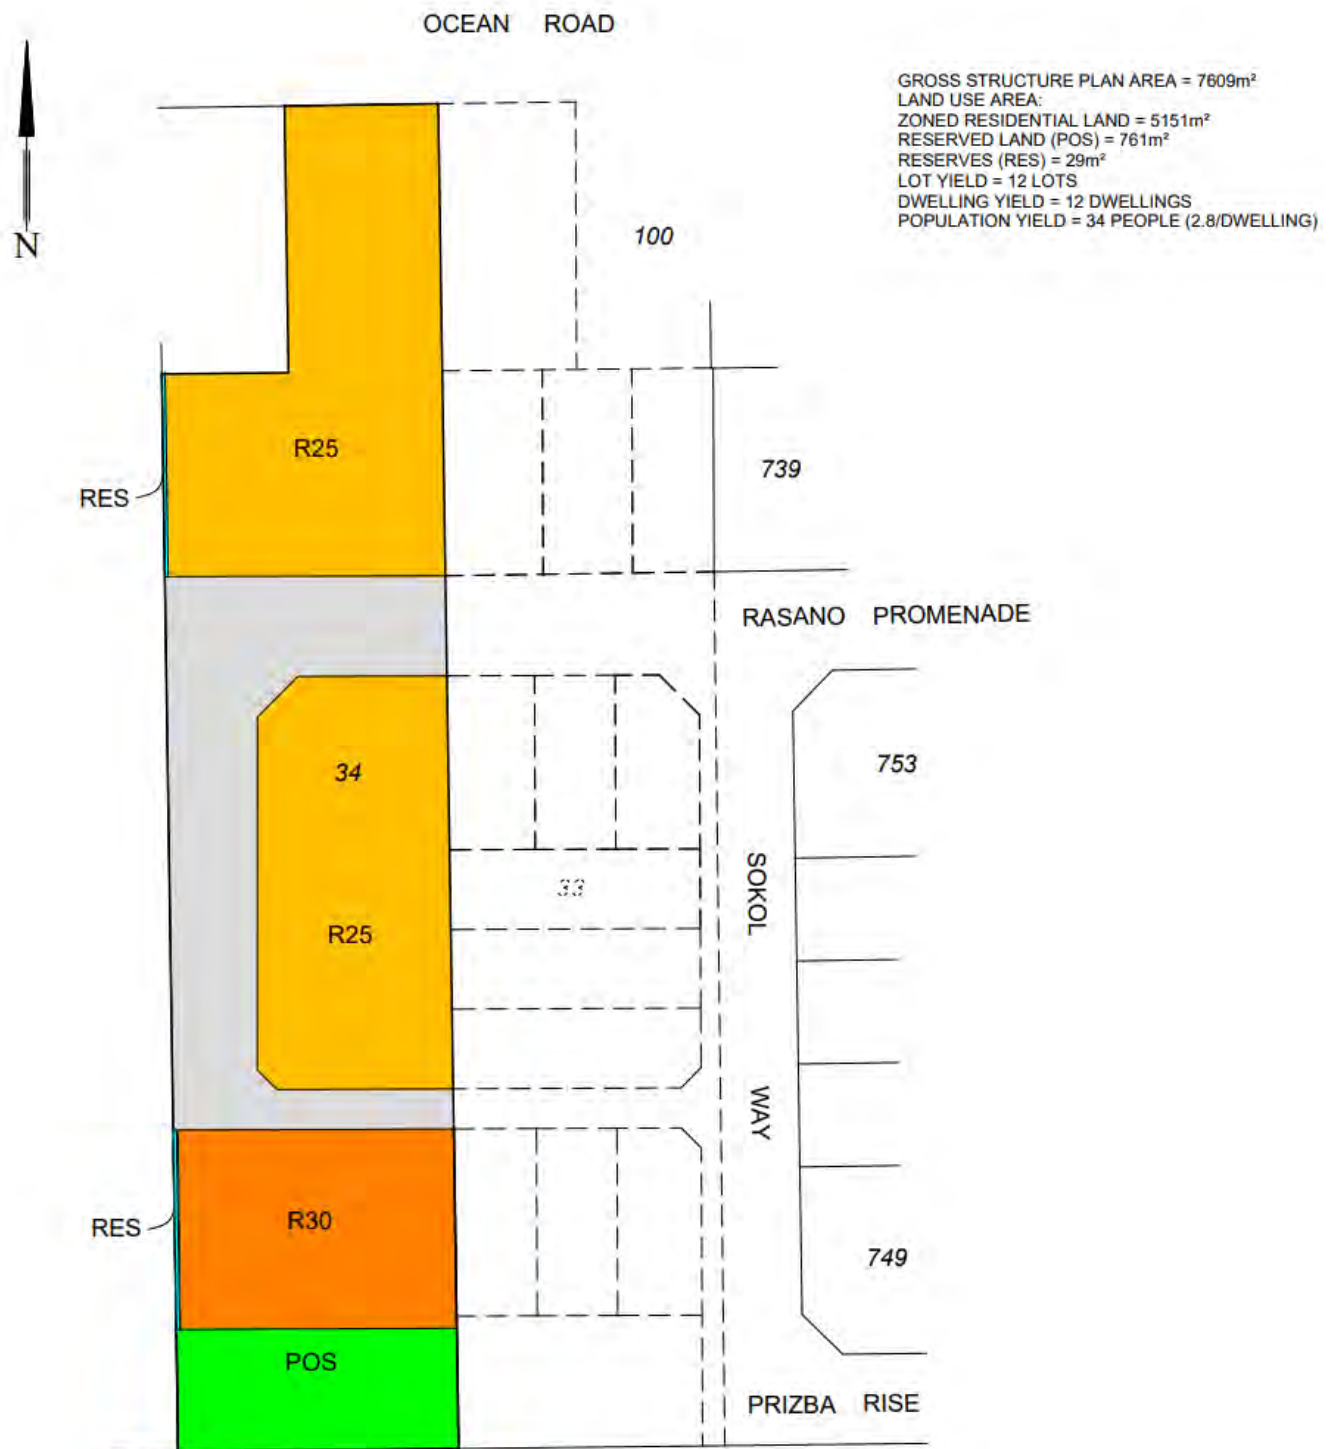 OCEAN ROAD
GROSS STRUCTURE PLAN AREA = 7609m²
LAND USE AREA:
ZONED RESIDENTIAL LAND = 5151m²
RESERVED LAND (POS) = 761m²
RESERVES (RES) = 29m²
LOT YIELD = 12 LOTS
DWELLING YIELD = 12 DWELLINGS
POPULATION YIELD = 34 PEOPLE (2.8/DWELLING)
N
100
R25
739
RES
RASANO PROMENADE
34
753
33
SOKOL WAY
R25
R30
RES
749
POS
PRIZBA RISE